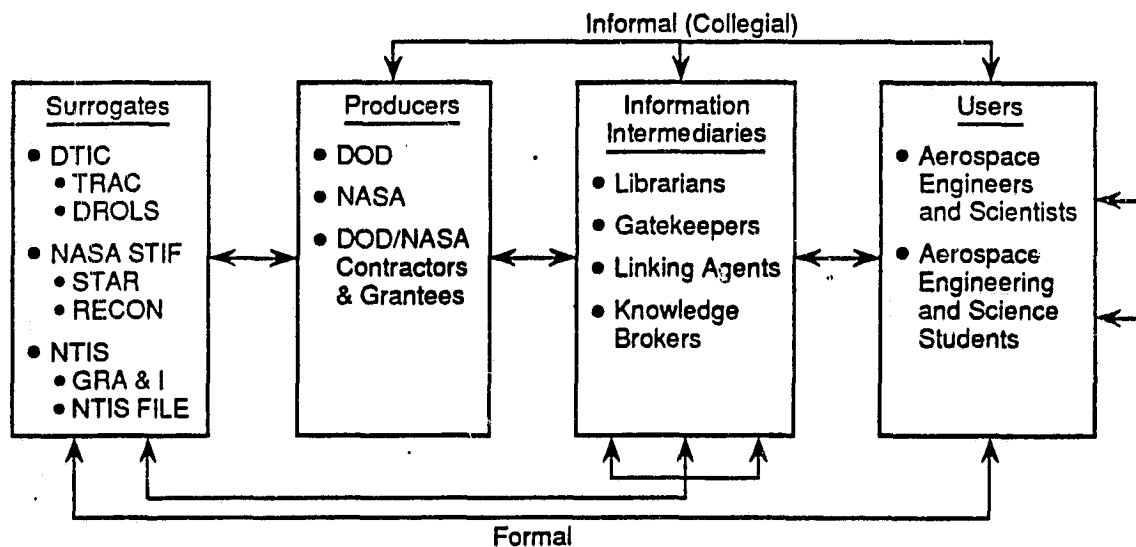 Informal (Collegial)
Surrogates
• DTIC
• TRAC
• DROLS
• NASA STIF
• STAR
• RECON
• NTIS
• GRA & I
• NTIS FILE
Producers
• DOD
• NASA
• DOD/NASA
Contractors
& Grantees
Information
Intermediaries
• Librarians
• Gatekeepers
• Linking Agents
• Knowledge
Brokers
Users
• Aerospace
Engineers
and Scientists
• Aerospace
Engineering
and Science
Students
Formal